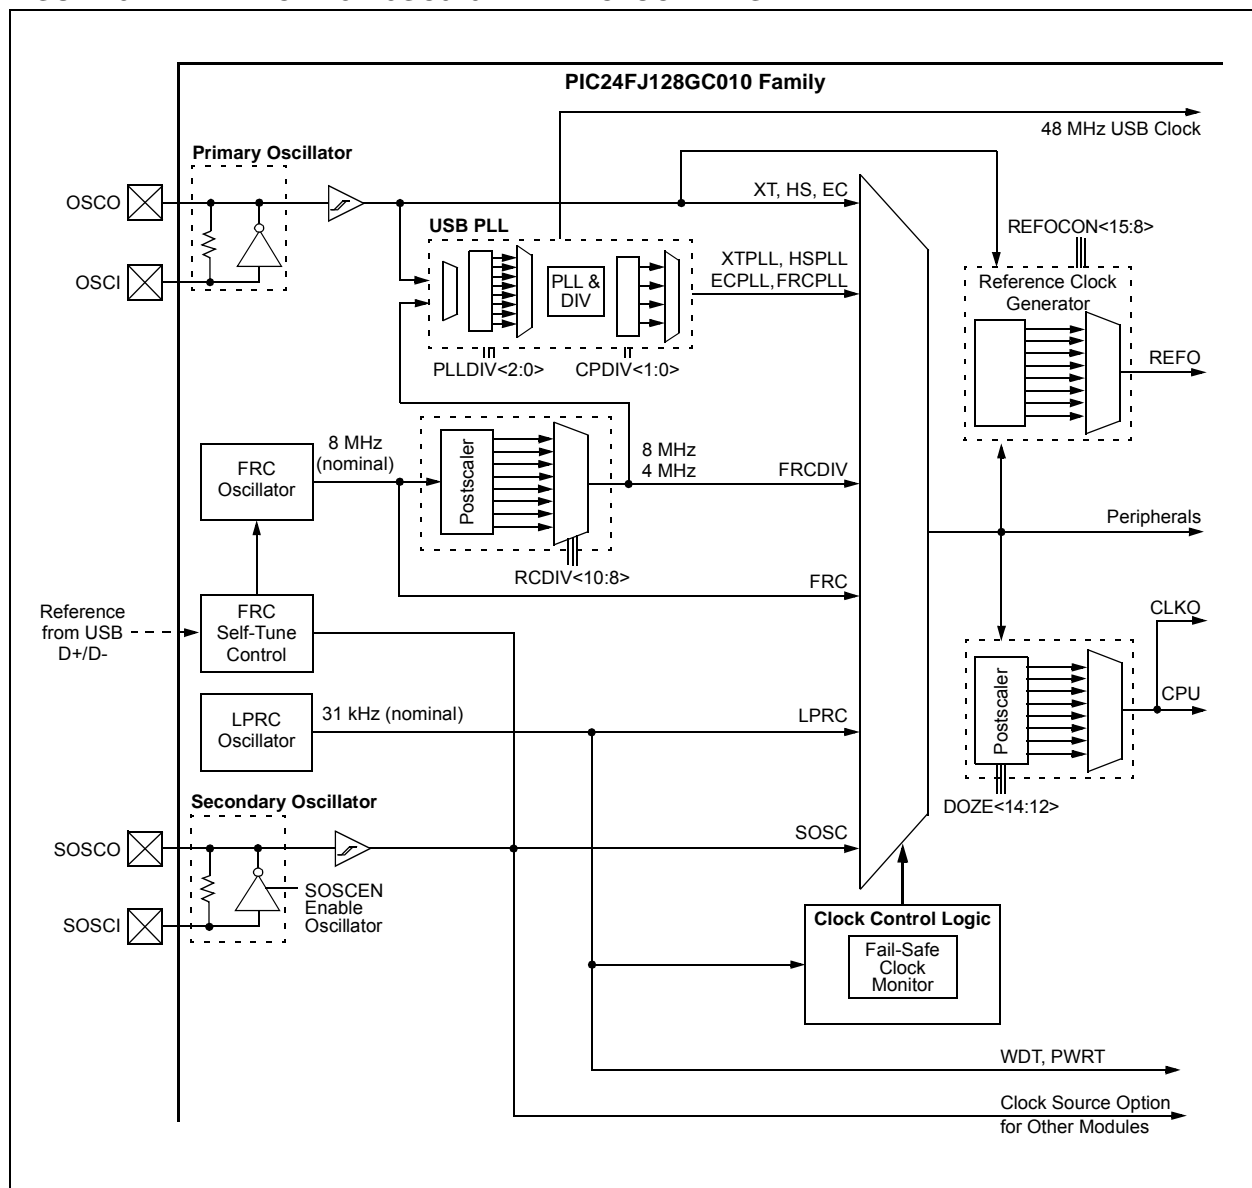 PIC24FJ128GC010 Family
48 MHz USB Clock
Primary Oscillator
OSCO
OSCI
XT, HS, EC
USB PLL
XTPLL, HSPLL
ECPLL, FRCPLL
PLL &
DIV
PLLDIV<2:0>
CPDIV<1:0>
REFOCON<15:8>
Reference Clock
Generator
REFO
FRC
Oscillator
8 MHz
(nominal)
Postscaler
8 MHz
4 MHz
FRCDIV
RCDIV<10:8>
Peripherals
FRC
Reference
from USB
D+/D-
FRC
Self-Tune
Control
CLKO
CPU
Postscaler
DOZE<14:12>
LPRC
Oscillator
31 kHz (nominal)
LPRC
Secondary Oscillator
SOSCO
SOSCI
SOSCEN
Enable
Oscillator
SOSC
Clock Control Logic
Fail-Safe
Clock
Monitor
WDT, PWRT
Clock Source Option
for Other Modules